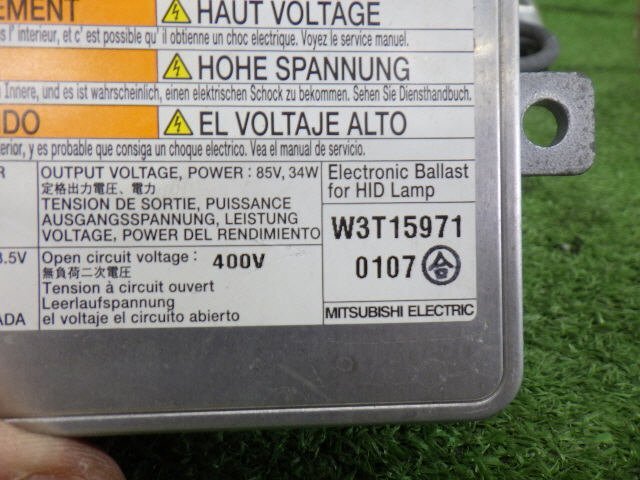 EMENT
HAUT VOLTAGE
s l' interieur, et c' est possible qu' il obtienne un choc electrique. Voyez le service manuel.
HOHE SPANNUNG
n Innere, und es ist wahrscheinlich, einen elektrischen Schock zu bekommen. Sehen Sie Diensthandbuch.
DO
EL VOLTAJE ALTO
erior, y es probable que consiga un choque electrico. Vea el manual de servicio.
R
OUTPUT VOLTAGE, POWER : 85V, 34W
定格出力電圧、電力
TENSION DE SORTIE, PUISSANCE
AUSGANGSSPANNUNG, LEISTUNG
VOLTAGE, POWER DEL RENDIMIENTO
Electronic Ballast
for HID Lamp
W3T15971
0107 合
3.5V
Open circuit voltage : 400V
無負荷二次電圧
Tension à circuit ouvert
Leerlaufspannung
el voltaje el circuito abierto
ADA
MITSUBISHI ELECTRIC